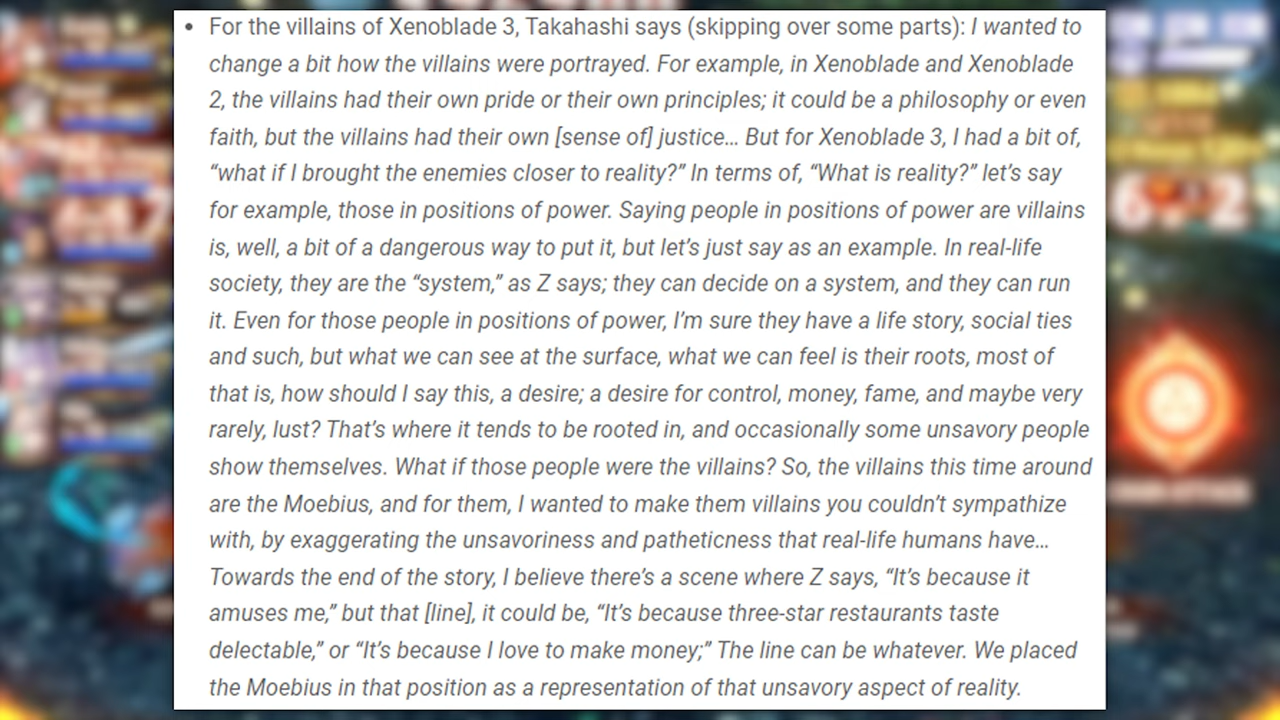 • For the villains of Xenoblade 3, Takahashi says (skipping over some parts): I wanted to
change a bit how the villains were portrayed. For example, in Xenoblade and Xenoblade
2, the villains had their own pride or their own principles; it could be a philosophy or even
faith, but the villains had their own [sense of] justice… But for Xenoblade 3, I had a bit of,
“what if I brought the enemies closer to reality?” In terms of, “What is reality?” let’s say
for example, those in positions of power. Saying people in positions of power are villains
is, well, a bit of a dangerous way to put it, but let’s just say as an example. In real-life
society, they are the “system,” as Z says; they can decide on a system, and they can run
it. Even for those people in positions of power, I’m sure they have a life story, social ties
and such, but what we can see at the surface, what we can feel is their roots, most of
that is, how should I say this, a desire; a desire for control, money, fame, and maybe very
rarely, lust? That’s where it tends to be rooted in, and occasionally some unsavory people
show themselves. What if those people were the villains? So, the villains this time around
are the Moebius, and for them, I wanted to make them villains you couldn’t sympathize
with, by exaggerating the unsavoriness and patheticness that real-life humans have…
Towards the end of the story, I believe there’s a scene where Z says, “It’s because it
amuses me,” but that [line], it could be, “It’s because three-star restaurants taste
delectable,” or “It’s because I love to make money;” The line can be whatever. We placed
the Moebius in that position as a representation of that unsavory aspect of reality.